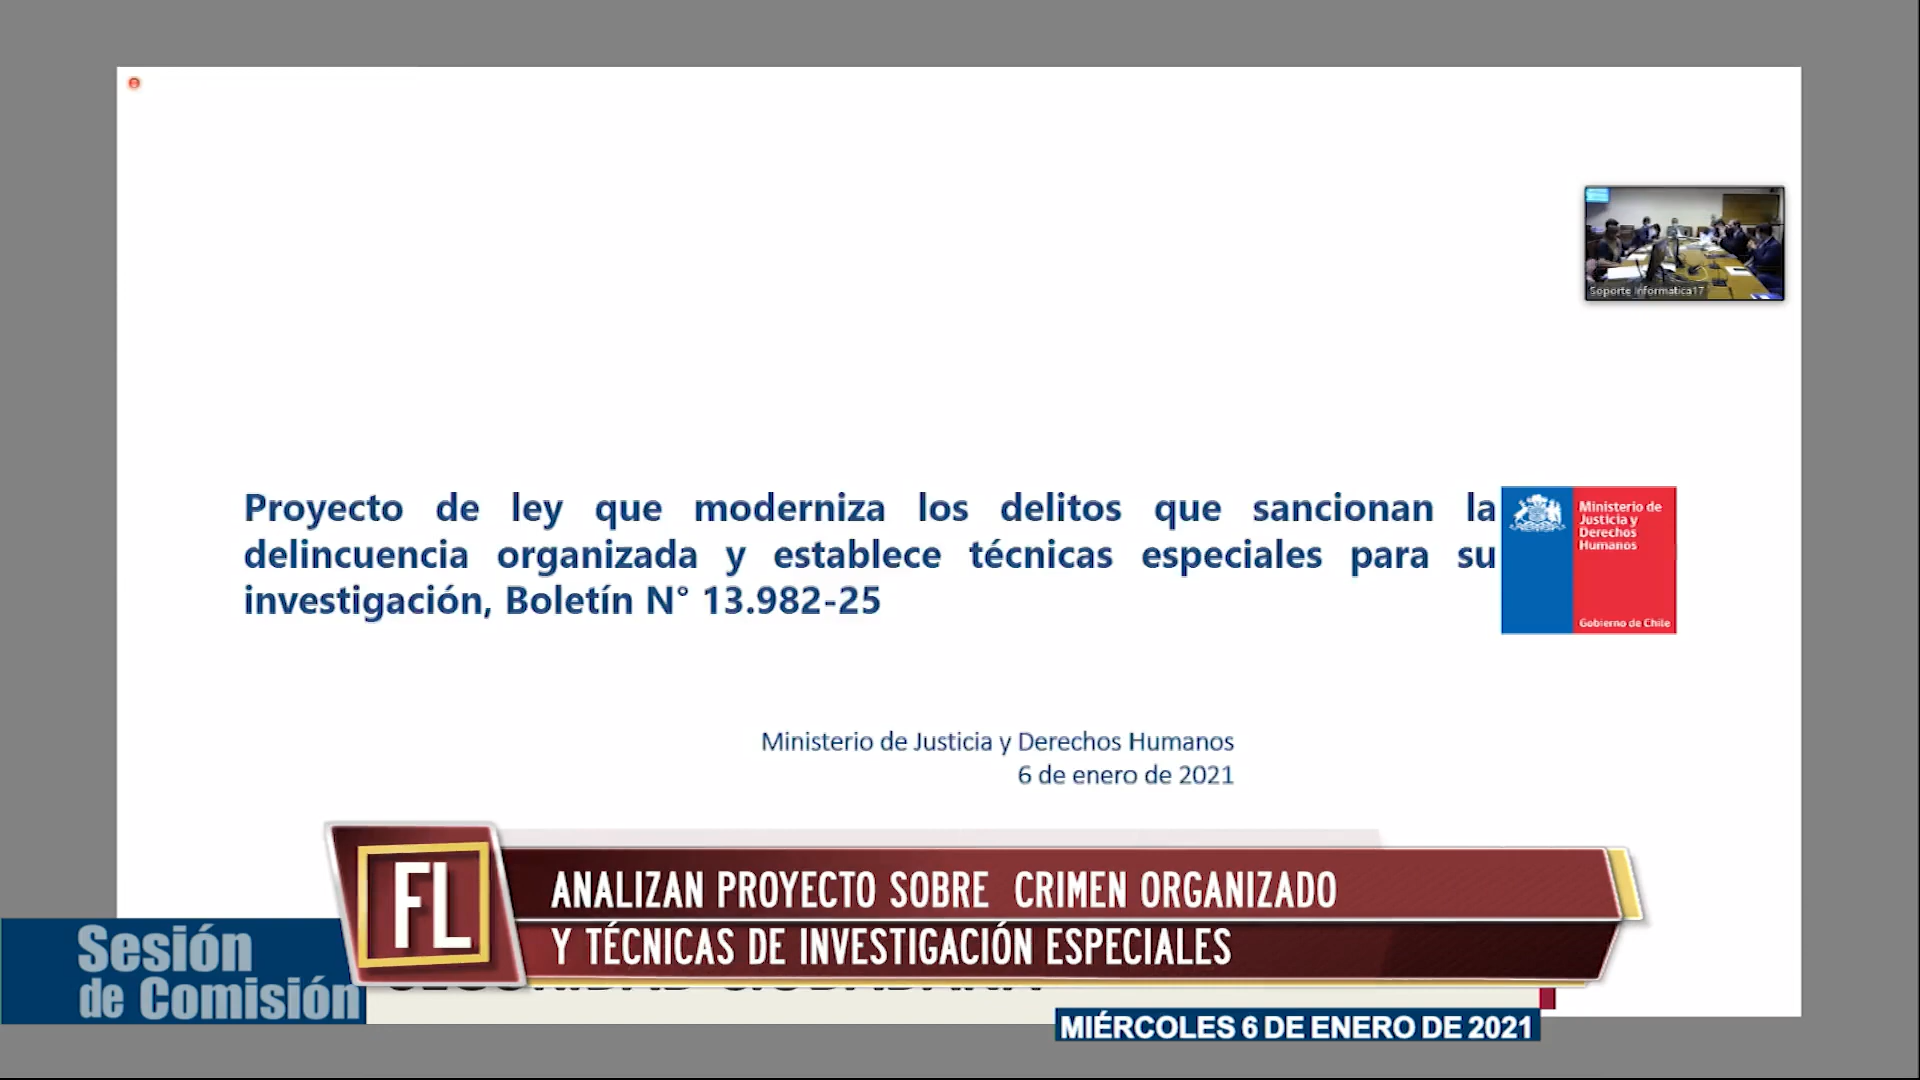 Soporte Informatica17
Proyecto de ley que moderniza los delitos que sancionan la
delincuencia organizada y establece técnicas especiales para su
investigación, Boletín N° 13.982-25
Ministerio de
Justicia y
Derechos
Humanos
Gobierno de Chile
Ministerio de Justicia y Derechos Humanos
6 de enero de 2021
FL
ANALIZAN PROYECTO SOBRE CRIMEN ORGANIZADO
Y TÉCNICAS DE INVESTIGACIÓN ESPECIALES
Sesión
de Comisión
MIÉRCOLES 6 DE ENERO DE 2021